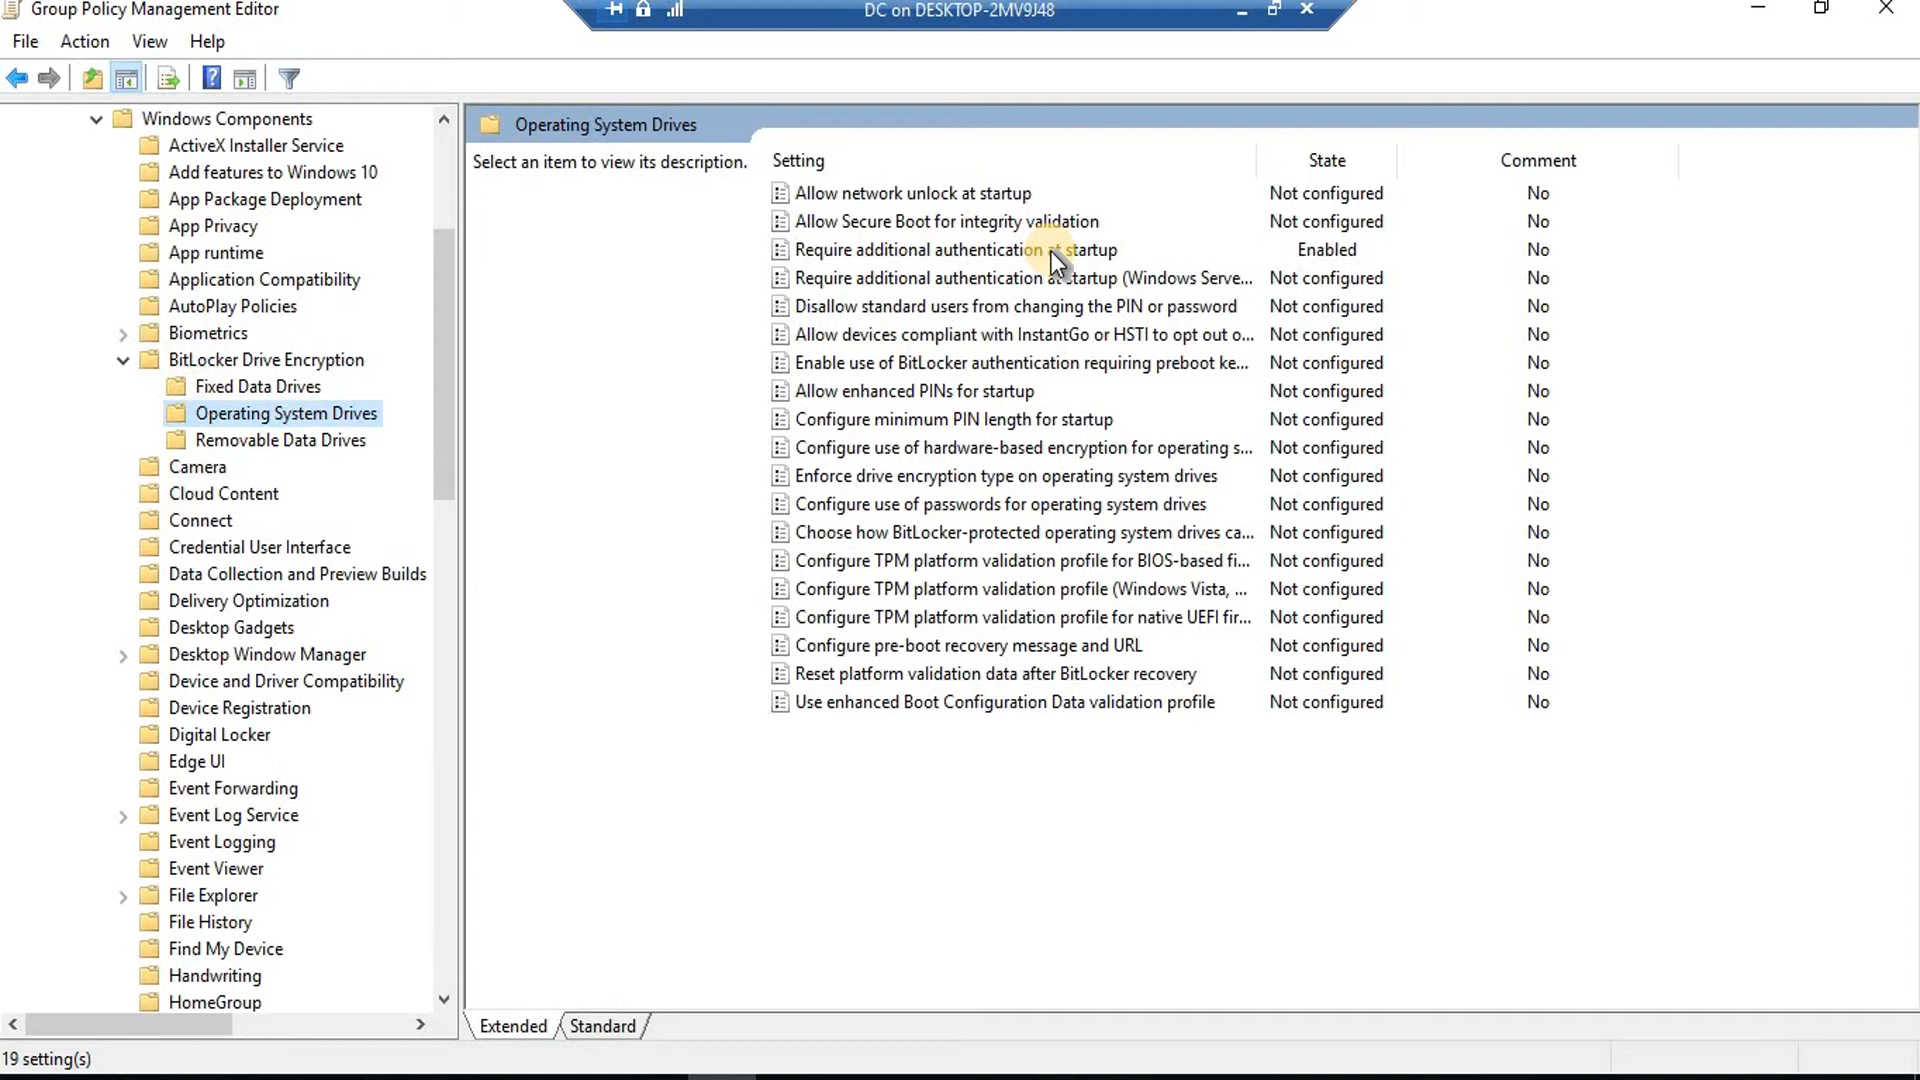 Group Policy Management Editor
DC on DESKTOP-2MV9J48
File Action View Help
Windows Components
ActiveX Installer Service
Add features to Windows 10
App Package Deployment
App Privacy
App runtime
Application Compatibility
AutoPlay Policies
Biometrics
BitLocker Drive Encryption
Fixed Data Drives
Operating System Drives
Removable Data Drives
Camera
Cloud Content
Connect
Credential User Interface
Data Collection and Preview Builds
Delivery Optimization
Desktop Gadgets
Desktop Window Manager
Device and Driver Compatibility
Device Registration
Digital Locker
Edge UI
Event Forwarding
Event Log Service
Event Logging
Event Viewer
File Explorer
File History
Find My Device
Handwriting
HomeGroup
Operating System Drives
Select an item to view its description.
Setting State Comment
Allow network unlock at startup Not configured No
Allow Secure Boot for integrity validation Not configured No
Require additional authentication at startup Enabled No
Require additional authentication at startup (Windows Serve... Not configured No
Disallow standard users from changing the PIN or password Not configured No
Allow devices compliant with InstantGo or HSTI to opt out o... Not configured No
Enable use of BitLocker authentication requiring preboot ke... Not configured No
Allow enhanced PINs for startup Not configured No
Configure minimum PIN length for startup Not configured No
Configure use of hardware-based encryption for operating s... Not configured No
Enforce drive encryption type on operating system drives Not configured No
Configure use of passwords for operating system drives Not configured No
Choose how BitLocker-protected operating system drives ca... Not configured No
Configure TPM platform validation profile for BIOS-based fi... Not configured No
Configure TPM platform validation profile (Windows Vista, ... Not configured No
Configure TPM platform validation profile for native UEFI fir... Not configured No
Configure pre-boot recovery message and URL Not configured No
Reset platform validation data after BitLocker recovery Not configured No
Use enhanced Boot Configuration Data validation profile Not configured No
Extended Standard
19 setting(s)